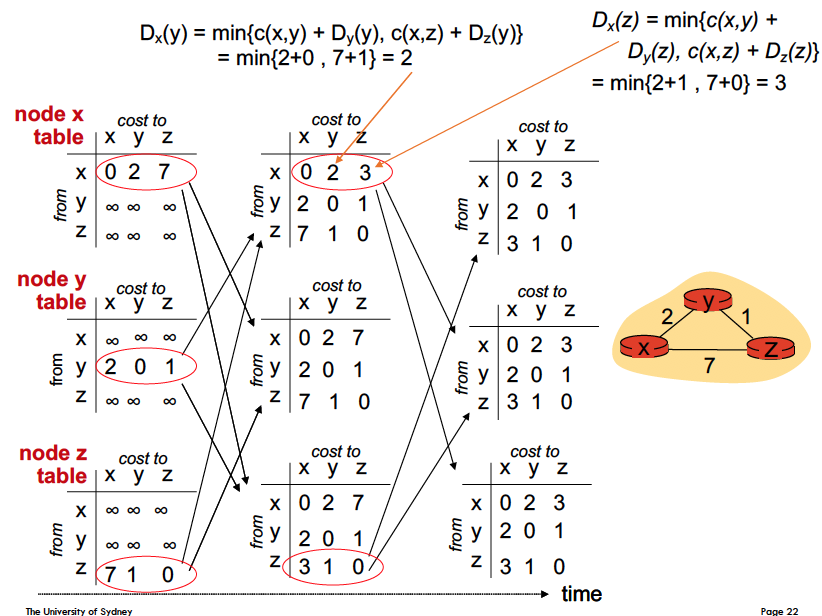 Dx(y) = min{c(x,y) + Dy(y), c(x,z) + Dz(y)}
= min{2+0 , 7+1} = 2
Dx(z) = min{c(x,y) +
Dy(z), c(x,z) + Dz(z)}
= min{2+1 , 7+0} = 3
node x
table
cost to
x y z
from
x 0 2 7
y ∞ ∞ ∞
z ∞ ∞ ∞
cost to
x y z
from
x 0 2 3
y 2 0 1
z 7 1 0
cost to
x y z
from
x 0 2 3
y 2 0 1
z 3 1 0
node y
table
cost to
x y z
from
x ∞ ∞ ∞
y 2 0 1
z ∞ ∞ ∞
cost to
x y z
from
x 0 2 7
y 2 0 1
z 7 1 0
cost to
x y z
from
x 0 2 3
y 2 0 1
z 3 1 0
y
2 1
x z
7
node z
table
cost to
x y z
from
x ∞ ∞ ∞
y ∞ ∞ ∞
z 7 1 0
cost to
x y z
from
x 0 2 7
y 2 0 1
z 3 1 0
cost to
x y z
from
x 0 2 3
y 2 0 1
z 3 1 0
time
The University of Sydney
Page 22